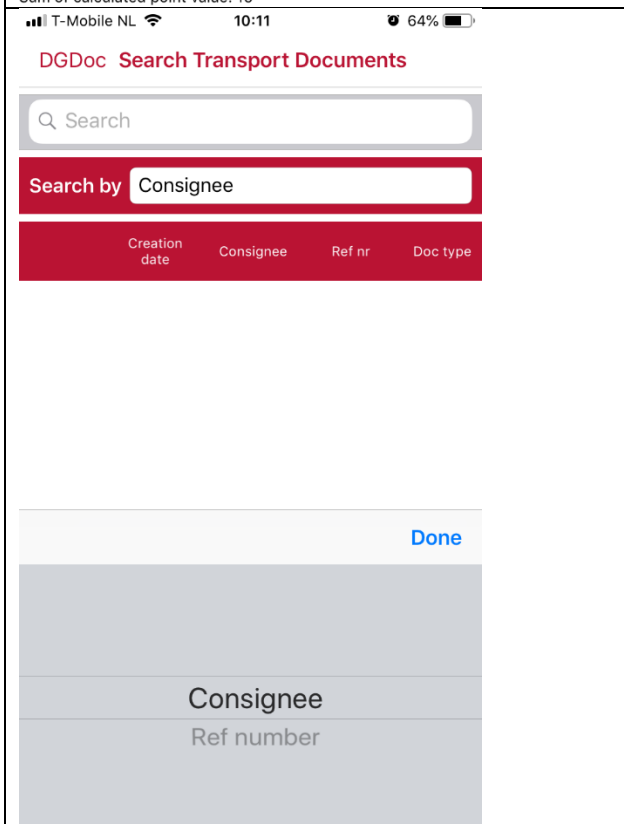 T-Mobile NL 10:11 64%
DGDoc Search Transport Documents
Search
Search by Consignee
Creation date Consignee Ref nr Doc type
Done
Consignee
Ref number